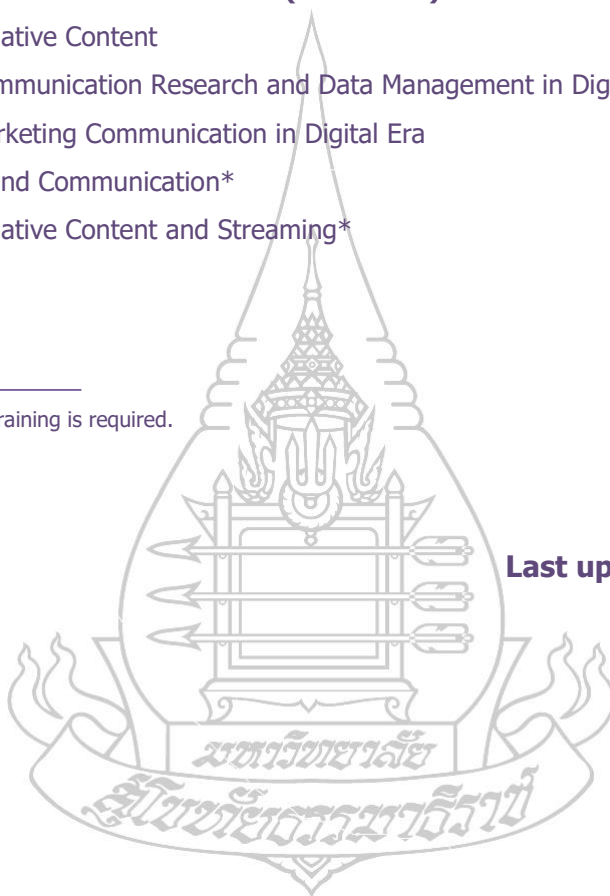 ative Content
mmunication Research and Data Management in Dig
rketing Communication in Digital Era
nd Communication*
ative Content and Streaming*
raining is required.
Last up
มหาวิทยาลัย
สุโขทัยธรรมาธิราช